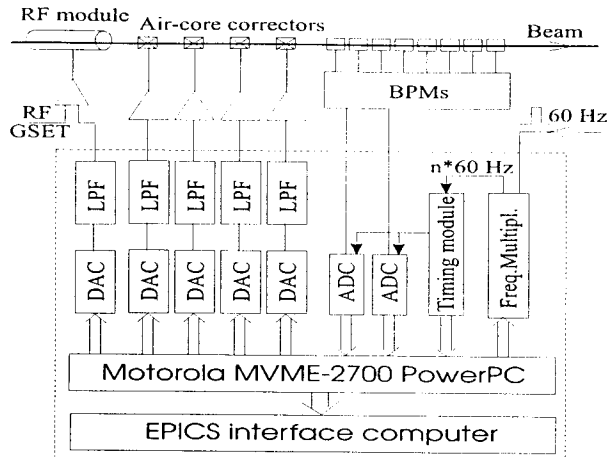 RF module
Air-core correctors
Beam
BPMs
RF
GSET
60 Hz
n*60 Hz
LPF
LPF
LPF
LPF
LPF
DAC
DAC
DAC
DAC
DAC
ADC
ADC
Timing module
Freq.Multipl.
Motorola MVME-2700 PowerPC
EPICS interface computer